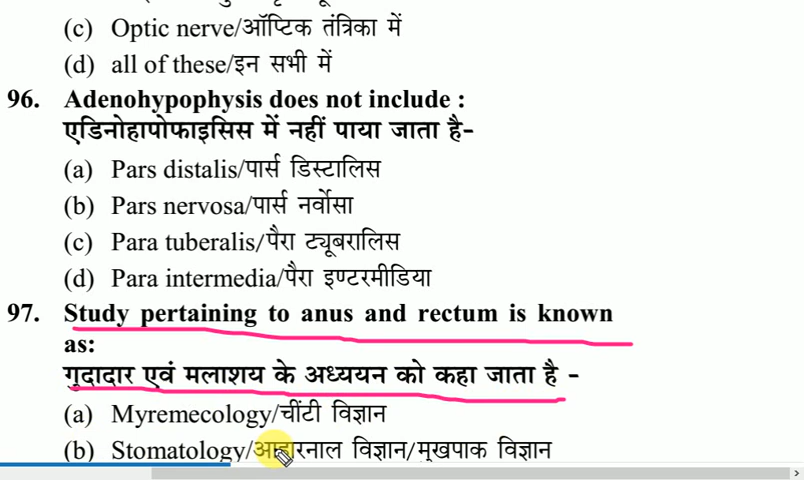 (c) Optic nerve/ऑप्टिक तंत्रिका में
(d) all of these/इन सभी में
96. Adenohypophysis does not include :
एडिनोहापोफाइसिस में नहीं पाया जाता है-
(a) Pars distalis/पार्स डिस्टालिस
(b) Pars nervosa/पार्स नर्वोसा
(c) Para tuberalis/पैरा ट्यूबरालिस
(d) Para intermedia/पैरा इण्टरमीडिया
97. Study pertaining to anus and rectum is known
as:
गुदादार एवं मलाशय के अध्ययन को कहा जाता है -
(a) Myremecology/चींटी विज्ञान
(b) Stomatology/आहारनाल विज्ञान/मुखपाक विज्ञान